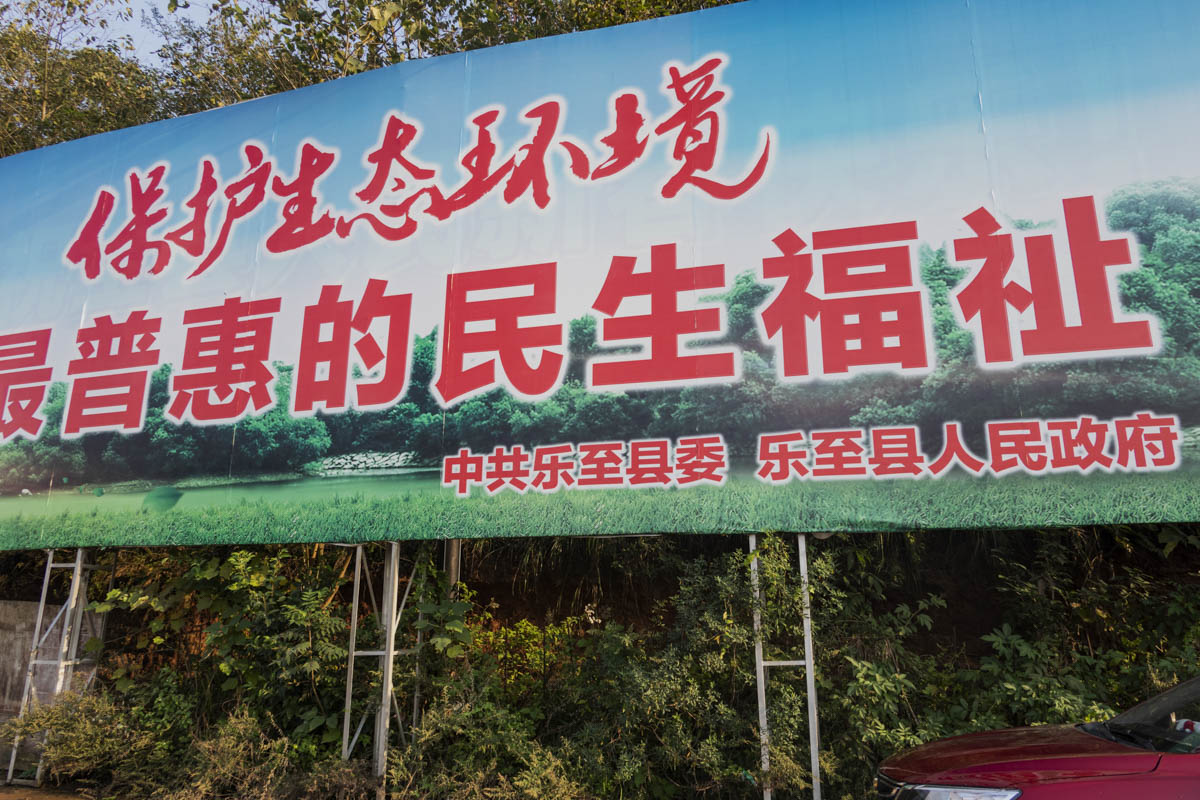 保护生态环境
最普惠的民生福祉
中共乐至县委 乐至县人民政府